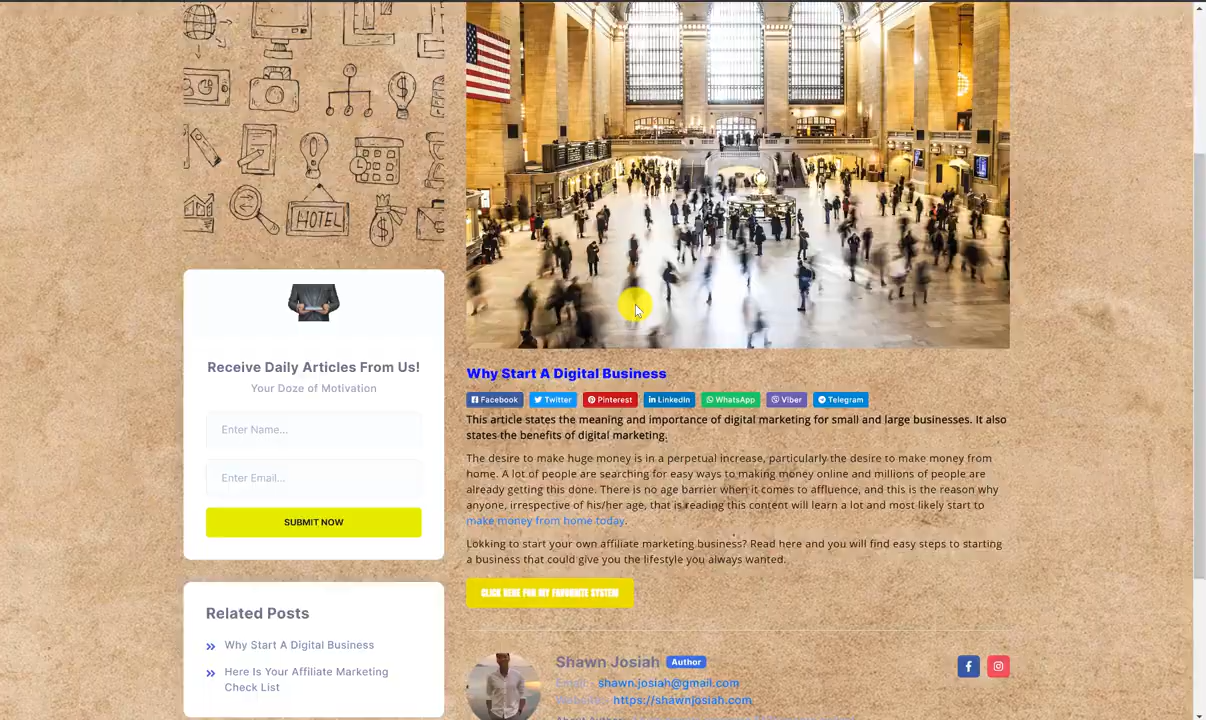 HOTEL
Receive Daily Articles From Us!
Your Doze of Motivation
Enter Name...
Enter Email...
SUBMIT NOW
Related Posts
Why Start A Digital Business
Here Is Your Affiliate Marketing
Check List
Why Start A Digital Business
Facebook Twitter Pinterest LinkedIn WhatsApp Viber Telegram
This article states the meaning and importance of digital marketing for small and large businesses. It also
states the benefits of digital marketing.
The desire to make huge money is in a perpetual increase, particularly the desire to make money from
home. A lot of people are searching for easy ways to making money online and millions of people are
already getting this done. There is no age barrier when it comes to affluence, and this is the reason why
anyone, irrespective of his/her age, that is reading this content will learn a lot and most likely start to
make money from home today.
Lokking to start your own affiliate marketing business? Read here and you will find easy steps to starting
a business that could give you the lifestyle you always wanted.
CLICK HERE FOR MY FAVORITE SYSTEM
Shawn Josiah Author
Email: shawn.josiah@gmail.com
https://shawnjosiah.com